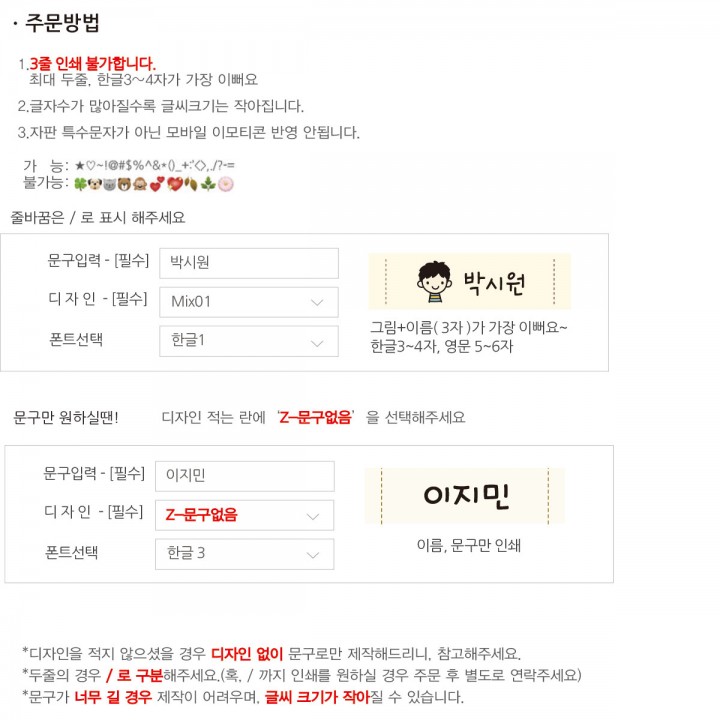 · 주문방법
1.3줄 인쇄 불가합니다.
최대 두줄, 한글3~4자가 가장 이뻐요
2.글자수가 많아질수록 글씨크기는 작아집니다.
3.자판 특수문자가 아닌 모바일 이모티콘 반영 안됩니다.
가 능: ★♡~!@#$%^&*()_+:'<>,./?-=
불가능: 🍀🐶🐱🐻🙉💕💖🍂☘️🌸
줄바꿈은 / 로 표시 해주세요
문구입력 - [필수] 박시원
디 자 인 - [필수] Mix01
폰트선택 한글1
박시원
그림+이름( 3자 )가 가장 이뻐요~
한글3~4자, 영문 5~6자
문구만 원하실땐! 디자인 적는 란에 'Z-문구없음' 을 선택해주세요
문구입력 - [필수] 이지민
디 자 인 - [필수] Z-문구없음
폰트선택 한글 3
이지민
이름, 문구만 인쇄
*디자인을 적지 않으셨을 경우 디자인 없이 문구로만 제작해드리니, 참고해주세요.
*두줄의 경우 / 로 구분해주세요.(혹, / 까지 인쇄를 원하실 경우 주문 후 별도로 연락주세요)
*문구가 너무 길 경우 제작이 어려우며, 글씨 크기가 작아질 수 있습니다.